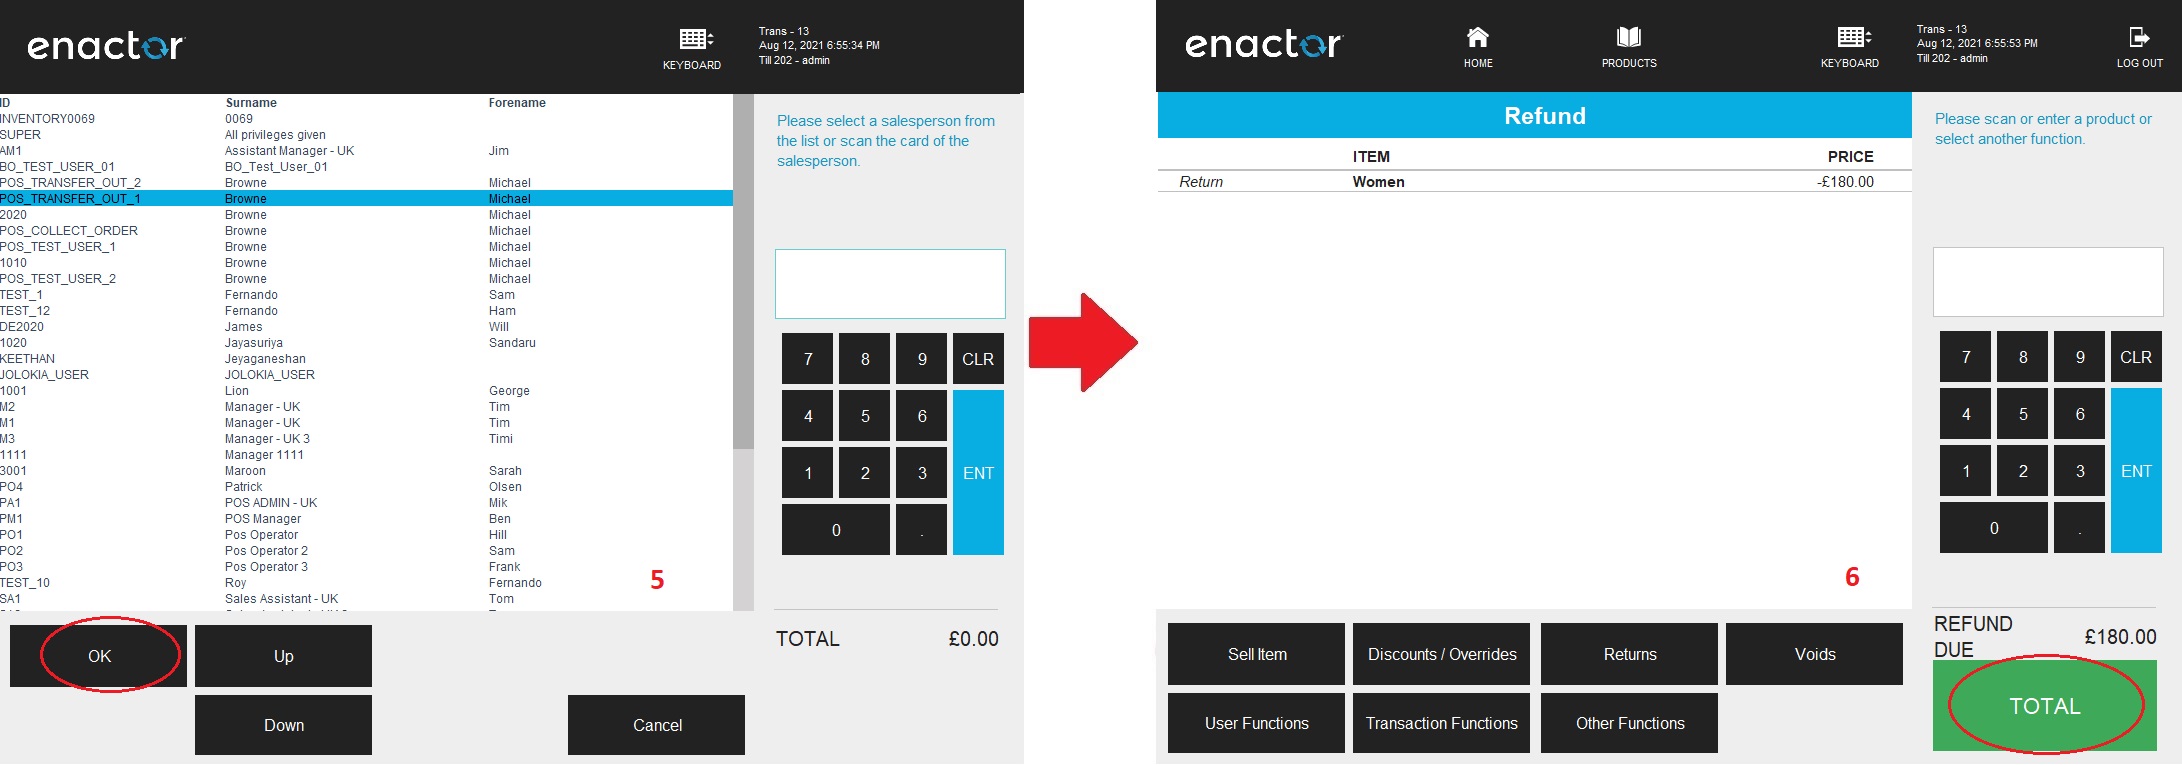 enactor
KEYBOARD
Trans - 13
Aug 12, 2021 6:55:34 PM
Till 202 - admin
ID Surname Forename
INVENTORY0069 0069
SUPER All privileges given
AM1 Assistant Manager - UK Jim
BO_TEST_USER_01 BO_Test_User_01
POS_TRANSFER_OUT_2 Browne Michael
POS_TRANSFER_OUT_1 Browne Michael
2020 Browne Michael
POS_COLLECT_ORDER Browne Michael
POS_TEST_USER_1 Browne Michael
1010 Browne Michael
POS_TEST_USER_2 Browne Michael
TEST_1 Fernando Sam
TEST_12 Fernando Ham
DE2020 James Will
1020 Jayasuriya Sandaru
KEETHAN Jeyaganeshan
JOLOKIA_USER JOLOKIA_USER
1001 Lion George
M2 Manager - UK Tim
M1 Manager - UK Tim
M3 Manager - UK 3 Timi
1111 Manager 1111
3001 Maroon Sarah
PO4 Patrick Olsen
PA1 POS ADMIN - UK Mik
PM1 POS Manager Ben
PO1 Pos Operator Hill
PO2 Pos Operator 2 Sam
PO3 Pos Operator 3 Frank
TEST_10 Roy Fernando
SA1 Sales Assistant - UK Tom
5
Please select a salesperson from
the list or scan the card of the
salesperson.
7 8 9 CLR
4 5 6
1 2 3 ENT
0 .
TOTAL £0.00
OK Up
Down Cancel
enactor
HOME
PRODUCTS
KEYBOARD
Trans - 13
Aug 12, 2021 6:55:53 PM
Till 202 - admin
LOG OUT
Refund
ITEM PRICE
Return Women -£180.00
6
Please scan or enter a product or
select another function.
7 8 9 CLR
4 5 6
1 2 3 ENT
0 .
REFUND
DUE £180.00
TOTAL
Sell Item Discounts / Overrides Returns Voids
User Functions Transaction Functions Other Functions